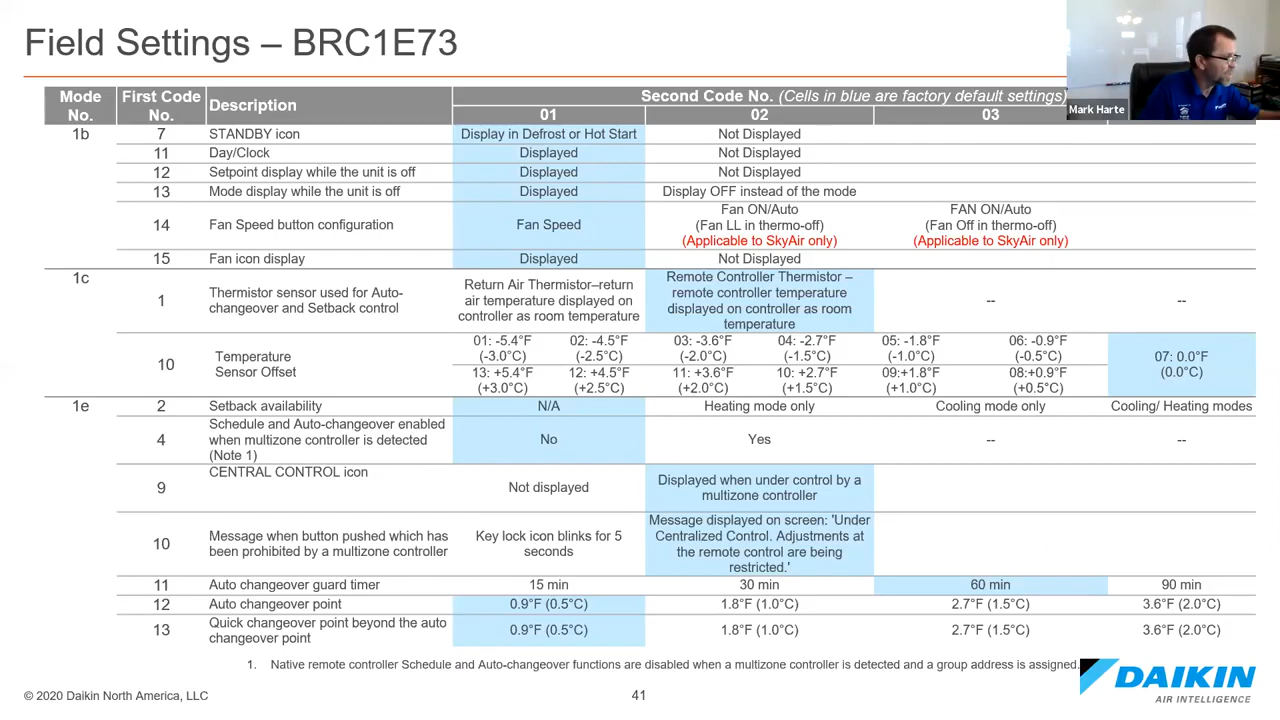 Field Settings – BRC1E73
Mark Harte
Mode No. First Code No. Description Second Code No. (Cells in blue are factory default settings)
01 02 03
1b 7 STANDBY icon Display in Defrost or Hot Start Not Displayed
11 Day/Clock Displayed Not Displayed
12 Setpoint display while the unit is off Displayed Not Displayed
13 Mode display while the unit is off Displayed Display OFF instead of the mode
14 Fan Speed button configuration Fan Speed
Fan ON/Auto
(Fan LL in thermo-off)
(Applicable to SkyAir only)
FAN ON/Auto
(Fan Off in thermo-off)
(Applicable to SkyAir only)
15 Fan icon display Displayed Not Displayed
1c
1
Thermistor sensor used for Auto-
changeover and Setback control
Return Air Thermistor–return
air temperature displayed on
controller as room temperature
Remote Controller Thermistor –
remote controller temperature
displayed on controller as room
temperature
-- --
10
Temperature
Sensor Offset
01: -5.4°F 02: -4.5°F 03: -3.6°F 04: -2.7°F 05: -1.8°F 06: -0.9°F
(-3.0°C) (-2.5°C) (-2.0°C) (-1.5°C) (-1.0°C) (-0.5°C)
13: +5.4°F 12: +4.5°F 11: +3.6°F 10: +2.7°F 09:+1.8°F 08:+0.9°F
(+3.0°C) (+2.5°C) (+2.0°C) (+1.5°C) (+1.0°C) (+0.5°C)
07: 0.0°F
(0.0°C)
1e 2 Setback availability N/A Heating mode only Cooling mode only Cooling/ Heating modes
4
Schedule and Auto-changeover enabled
when multizone controller is detected
(Note 1)
No Yes -- --
9 CENTRAL CONTROL icon Not displayed
Displayed when under control by a
multizone controller
10
Message when button pushed which has
been prohibited by a multizone controller
Key lock icon blinks for 5
seconds
Message displayed on screen: 'Under
Centralized Control. Adjustments at
the remote control are being
restricted.'
11 Auto changeover guard timer 15 min 30 min 60 min 90 min
12 Auto changeover point 0.9°F (0.5°C) 1.8°F (1.0°C) 2.7°F (1.5°C) 3.6°F (2.0°C)
13
Quick changeover point beyond the auto
changeover point
0.9°F (0.5°C) 1.8°F (1.0°C) 2.7°F (1.5°C) 3.6°F (2.0°C)
1. Native remote controller Schedule and Auto-changeover functions are disabled when a multizone controller is detected and a group address is assigned.
© 2020 Daikin North America, LLC
41
DAIKIN
AIR INTELLIGENCE